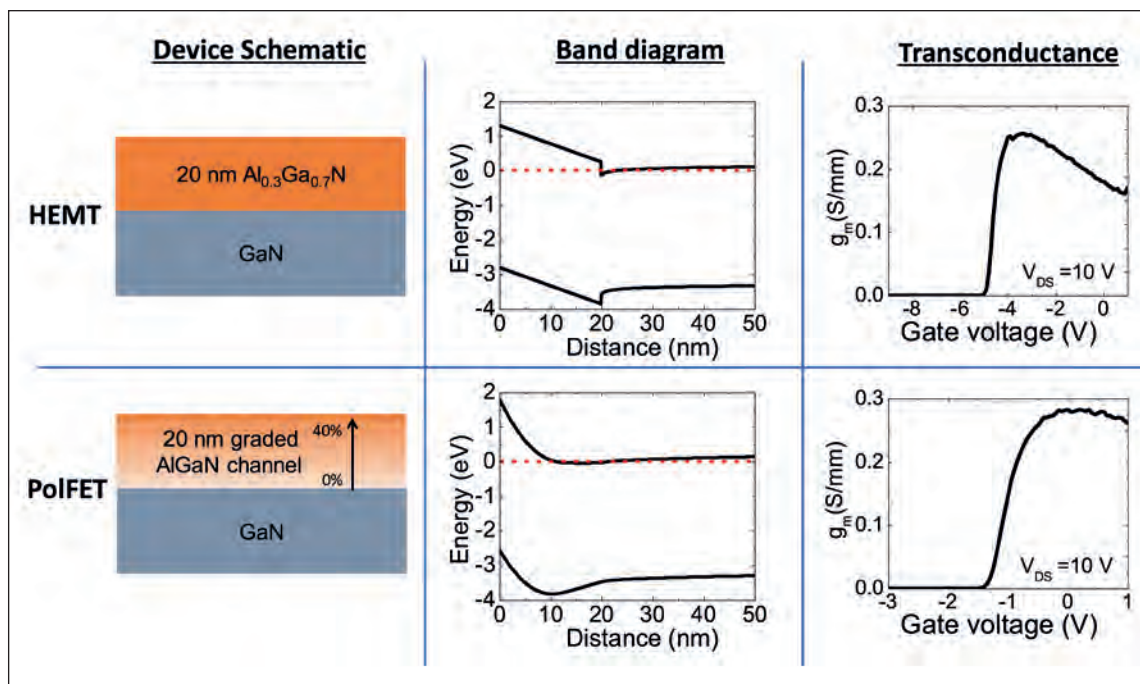 Device Schematic
Band diagram
Transconductance
HEMT
20 nm Al0.3Ga0.7N
GaN
Energy (eV)
2
1
0
-1
-2
-3
-4
0 10 20 30 40 50
Distance (nm)
gm(S/mm)
0.3
0.2
0.1
0.0
VDS =10 V
-8 -6 -4 -2 0
Gate voltage (V)
PolFET
20 nm graded
AlGaN channel
40%
0%
GaN
Energy (eV)
2
1
0
-1
-2
-3
-4
0 10 20 30 40 50
Distance (nm)
gm(S/mm)
0.3
0.2
0.1
0.0
VDS =10 V
-3 -2 -1 0 1
Gate voltage (V)